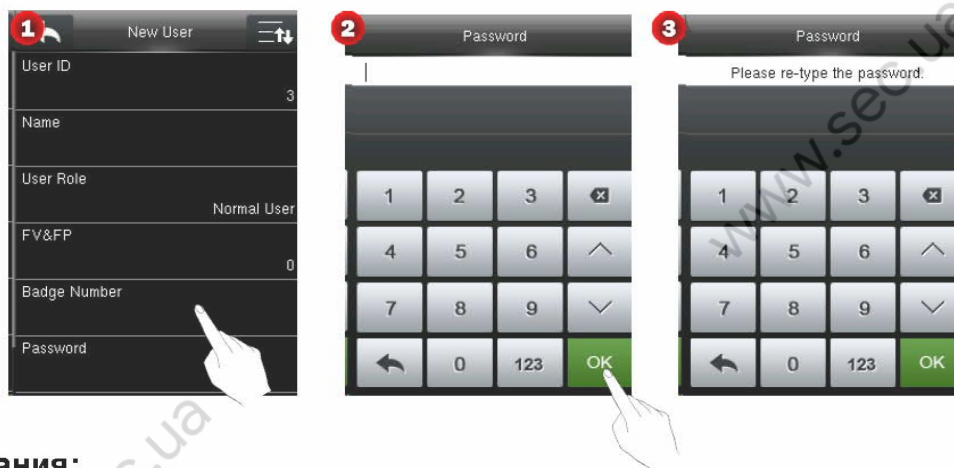 1
New User
User ID
3
Name
User Role
Normal User
FV&FP
0
Badge Number
Password
2
Password
1 2 3
4 5 6
7 8 9
0 123 OK
3
Password
Please re-type the password.
1 2 3
4 5 6
7 8 9
0 123 OK
www.sec.ua
c.ua
ания: